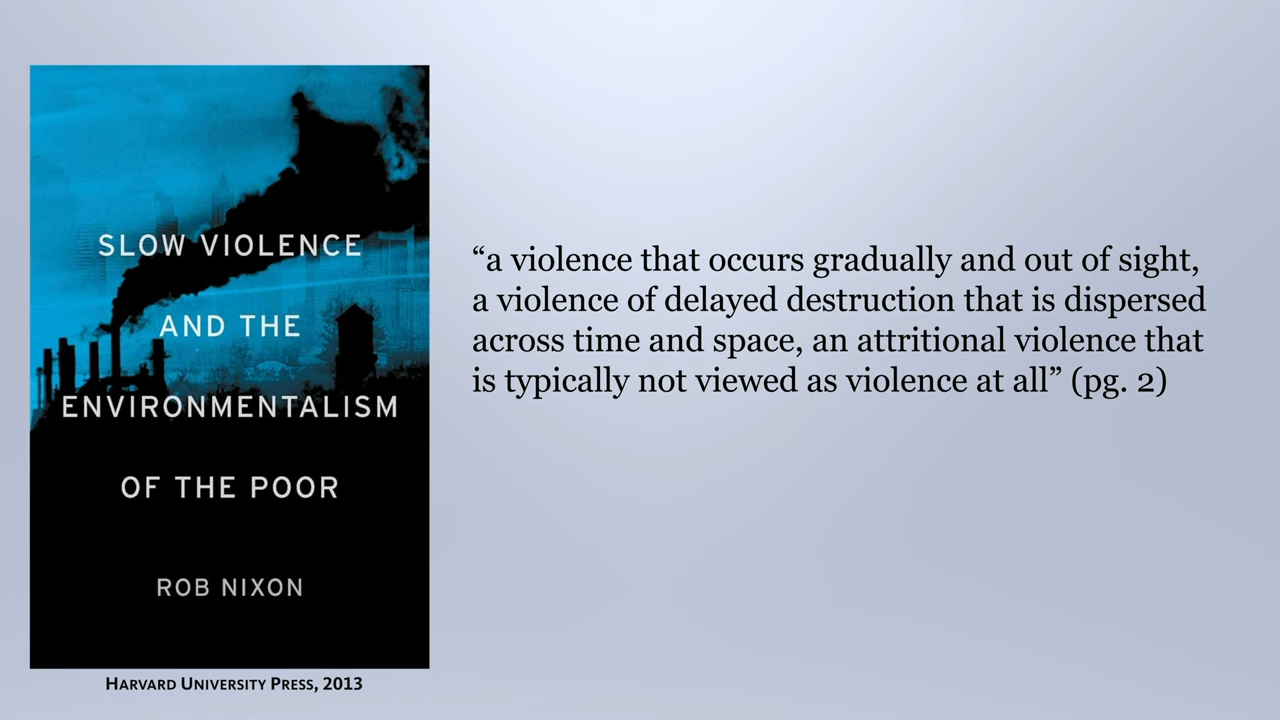 SLOW VIOLENCE
AND THE
ENVIRONMENTALISM
OF THE POOR
ROB NIXON
HARVARD UNIVERSITY PRESS, 2013
“a violence that occurs gradually and out of sight,
a violence of delayed destruction that is dispersed
across time and space, an attritional violence that
is typically not viewed as violence at all” (pg. 2)